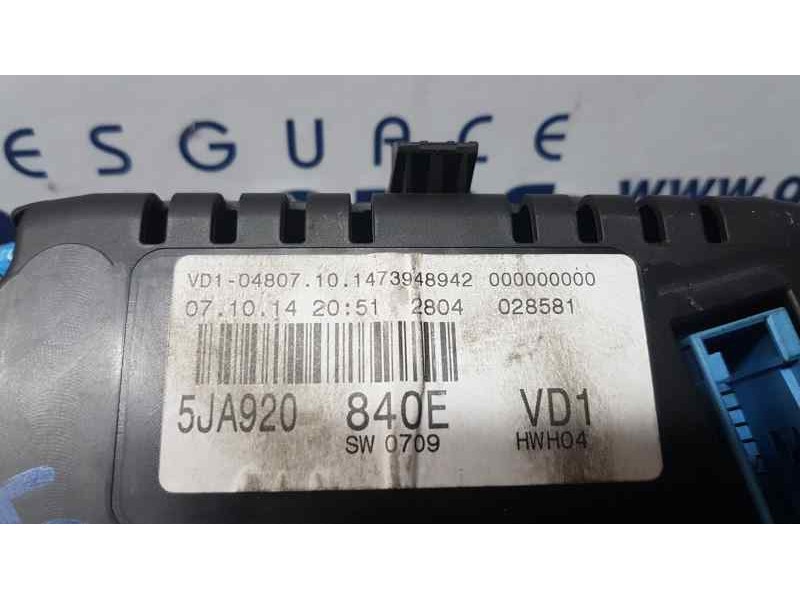 ESGUACE
www.g
VD1-04807.10.1473948942 000000000
07.10.14 20:51 2804 028581
5JA920 840E VD1
SW 0709 HWH04